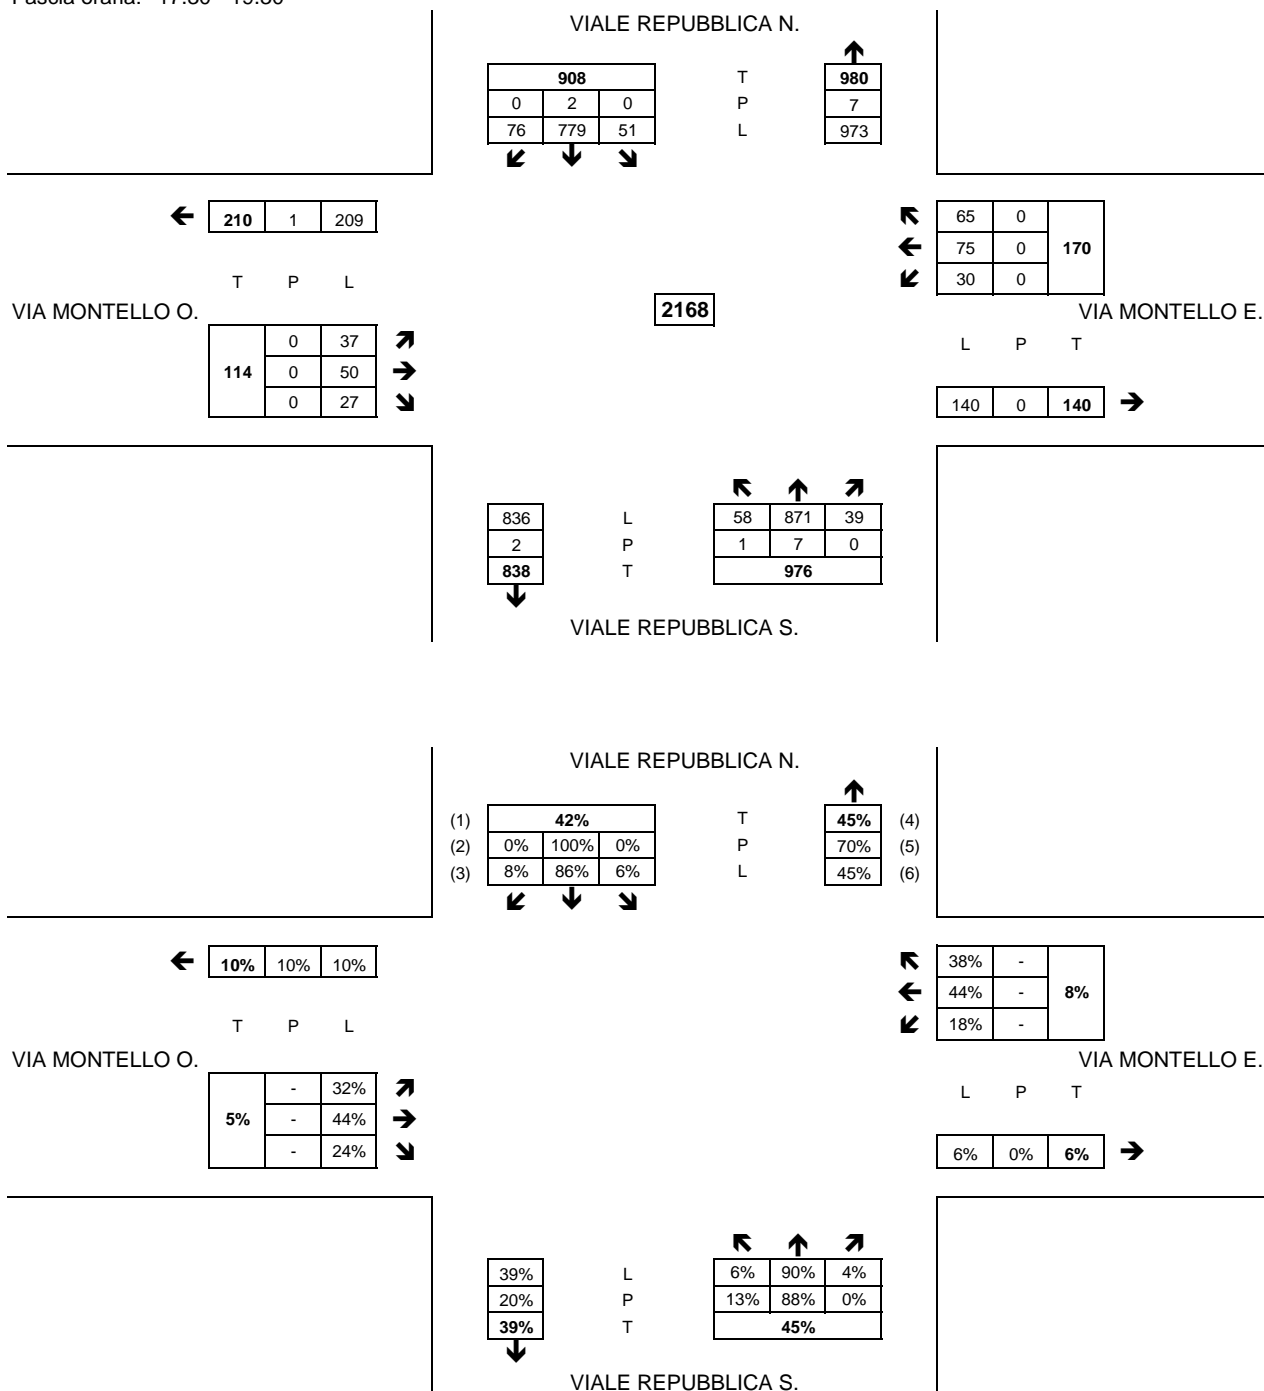 Fascia oraria: 17.30 - 19.30
VIALE REPUBBLICA N.
908 T 980
0 2 0 P 7
76 779 51 L 973
210 1 209
65 0
75 0 170
30 0
T P L
VIA MONTELLO O.
2168
VIA MONTELLO E.
0 37
114 0 50
0 27
L P T
140 0 140
836 L 58 871 39
2 P 1 7 0
838 T 976
VIALE REPUBBLICA S.
VIALE REPUBBLICA N.
(1) 42% T 45% (4)
(2) 0% 100% 0% P 70% (5)
(3) 8% 86% 6% L 45% (6)
10% 10% 10%
38% -
44% - 8%
18% -
T P L
VIA MONTELLO O.
VIA MONTELLO E.
- 32%
5% - 44%
- 24%
L P T
6% 0% 6%
39% L 6% 90% 4%
20% P 13% 88% 0%
39% T 45%
VIALE REPUBBLICA S.